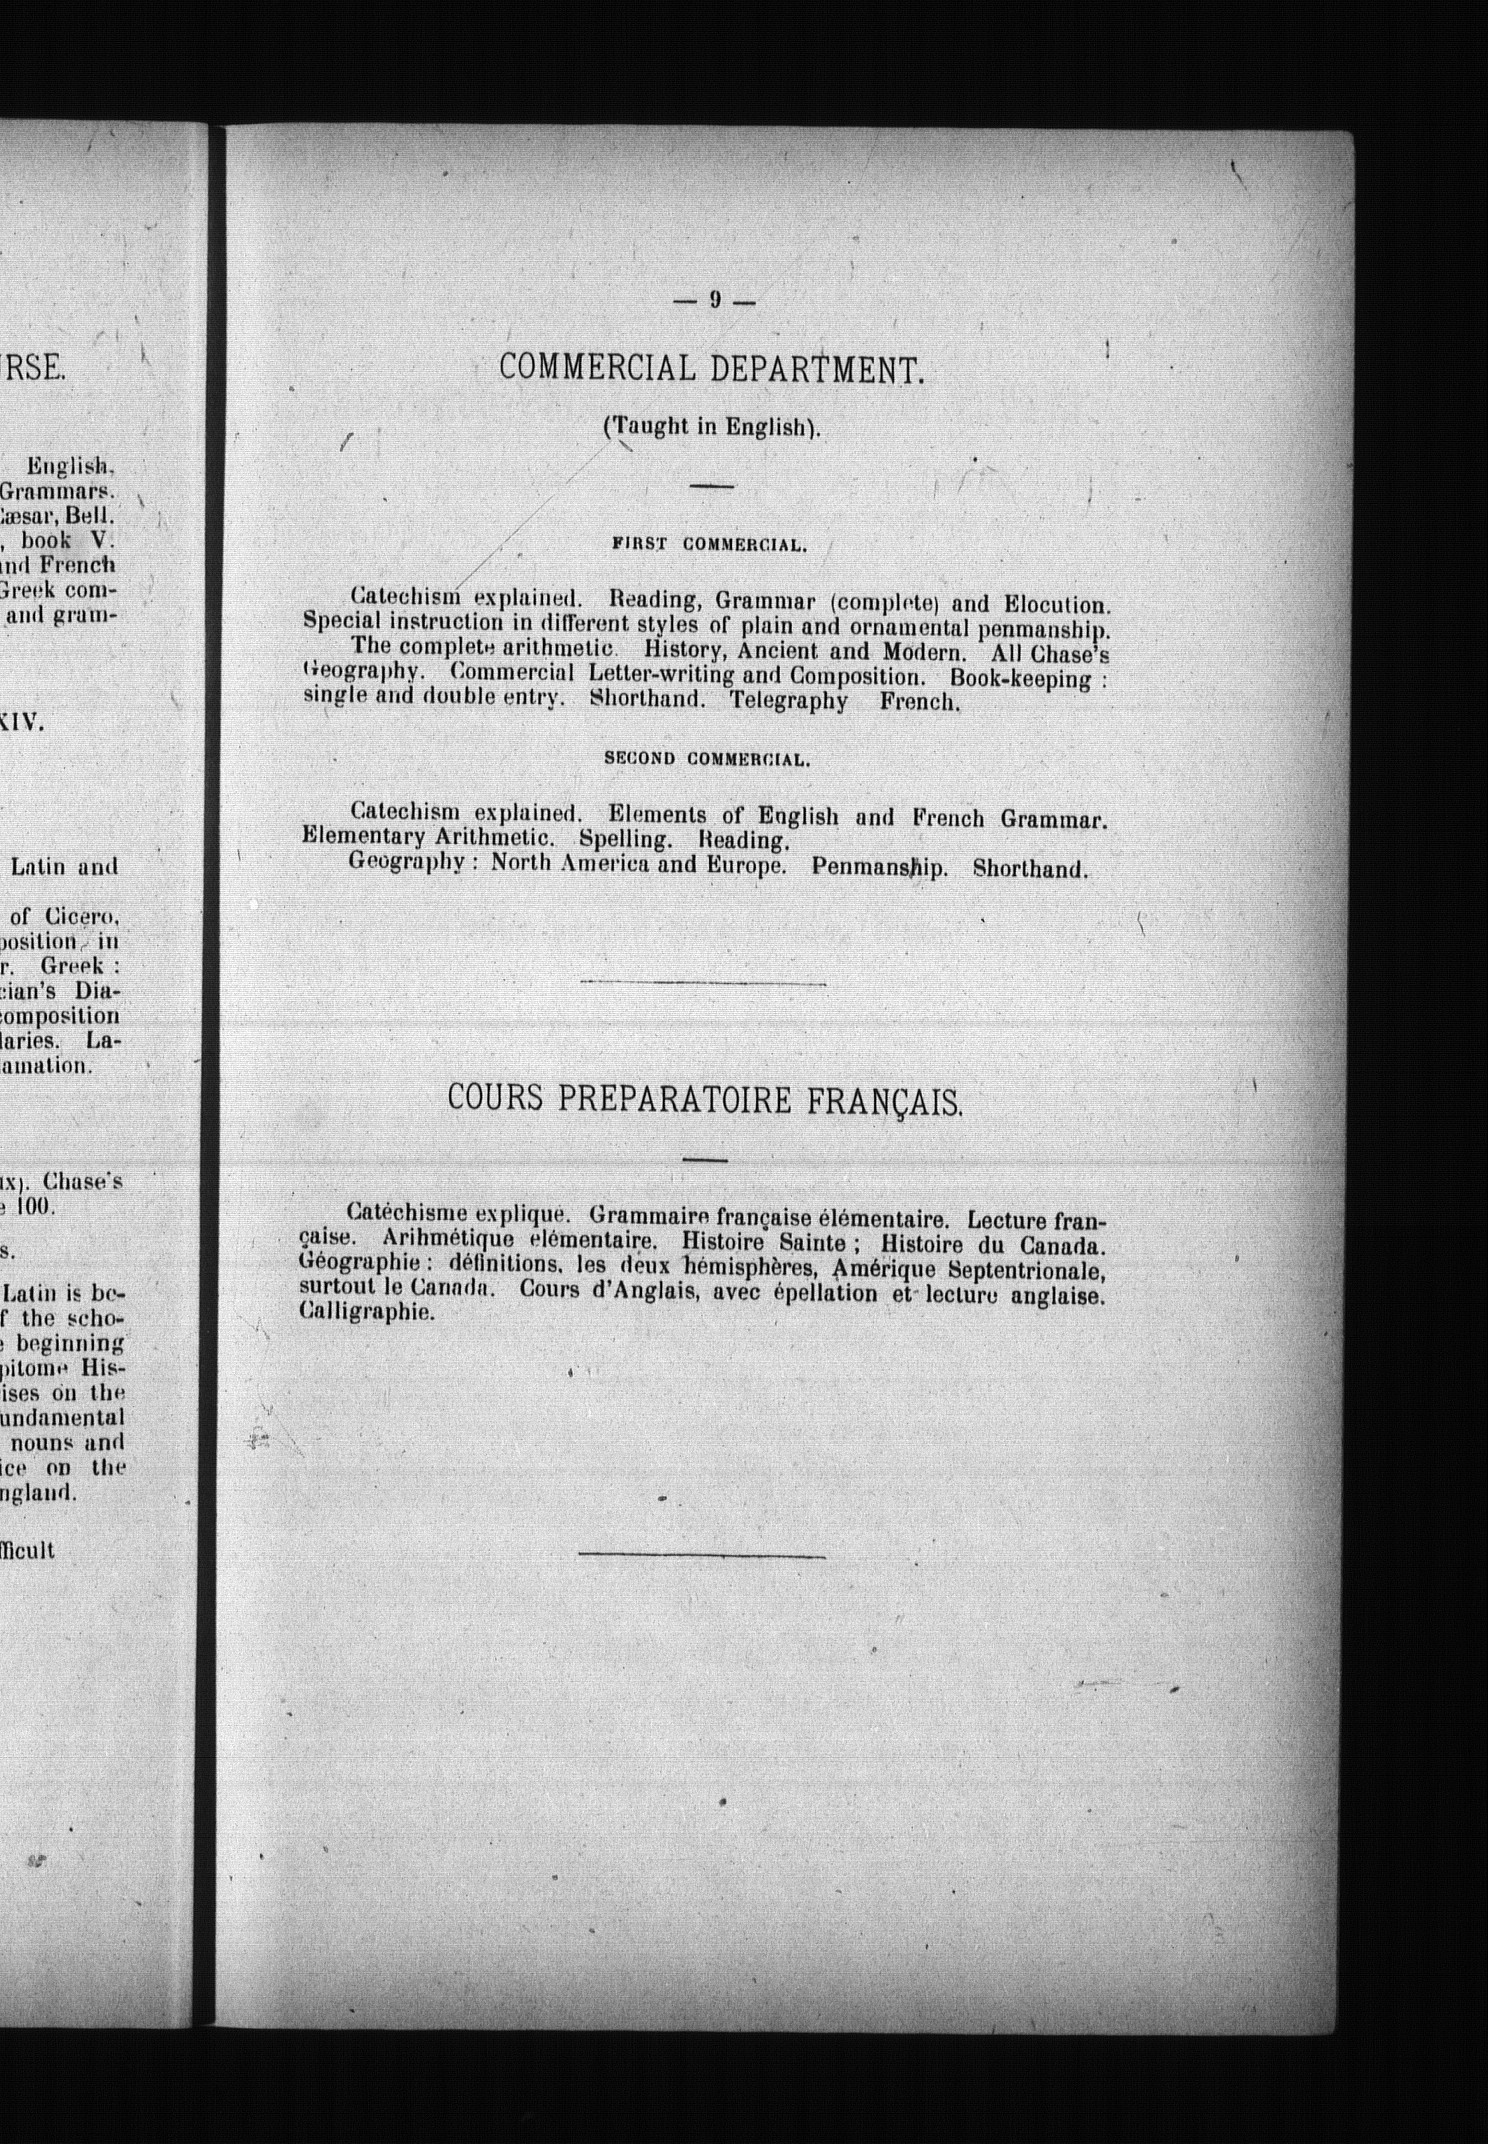 RSE.
English.
Grammars.
Cæsar, Bell.
, book V.
and French
Greek com-
and gram-
XIV.
Latin and
of Cicero,
position in
r. Greek :
cian's Dia-
composition
laries. La-
amation.
ux). Chase's
e 100.
s.
Latin is be-
f the scho-
e beginning
pitome His-
ises on the
undamental
nouns and
ice on the
ngland.
fficult
— 9 —
COMMERCIAL DEPARTMENT.
(Taught in English).
FIRST COMMERCIAL.
Catechism explained. Reading, Grammar (complete) and Elocution.
Special instruction in different styles of plain and ornamental penmanship.
The complete arithmetic. History, Ancient and Modern. All Chase's
Geography. Commercial Letter-writing and Composition. Book-keeping :
single and double entry. Shorthand. Telegraphy French.
SECOND COMMERCIAL.
Catechism explained. Elements of English and French Grammar.
Elementary Arithmetic. Spelling. Reading.
Geography : North America and Europe. Penmanship. Shorthand.
COURS PREPARATOIRE FRANÇAIS.
Catéchisme expliqué. Grammaire française élémentaire. Lecture fran-
çaise. Arihmétique elémentaire. Histoire Sainte ; Histoire du Canada.
Géographie : définitions, les deux hémisphères, Amérique Septentrionale,
surtout le Canada. Cours d'Anglais, avec épellation et lecture anglaise.
Calligraphie.